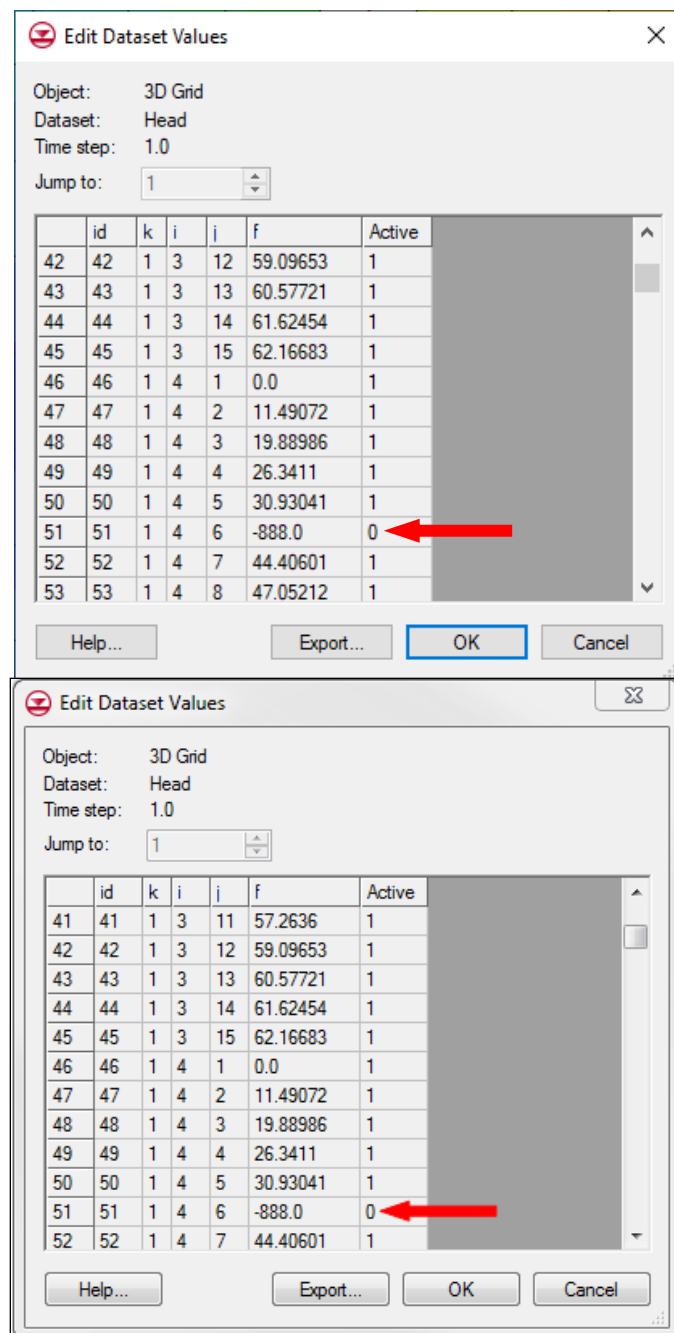 Edit Dataset Values
Object: 3D Grid
Dataset: Head
Time step: 1.0
Jump to: 1
id k i j f Active
42 42 1 3 12 59.09653 1
43 43 1 3 13 60.57721 1
44 44 1 3 14 61.62454 1
45 45 1 3 15 62.16683 1
46 46 1 4 1 0.0 1
47 47 1 4 2 11.49072 1
48 48 1 4 3 19.88986 1
49 49 1 4 4 26.3411 1
50 50 1 4 5 30.93041 1
51 51 1 4 6 -888.0 0
52 52 1 4 7 44.40601 1
53 53 1 4 8 47.05212 1
Help... Export... OK Cancel
Edit Dataset Values
Object: 3D Grid
Dataset: Head
Time step: 1.0
Jump to: 1
id k i j f Active
41 41 1 3 11 57.2636 1
42 42 1 3 12 59.09653 1
43 43 1 3 13 60.57721 1
44 44 1 3 14 61.62454 1
45 45 1 3 15 62.16683 1
46 46 1 4 1 0.0 1
47 47 1 4 2 11.49072 1
48 48 1 4 3 19.88986 1
49 49 1 4 4 26.3411 1
50 50 1 4 5 30.93041 1
51 51 1 4 6 -888.0 0
52 52 1 4 7 44.40601 1
Help... Export... OK Cancel